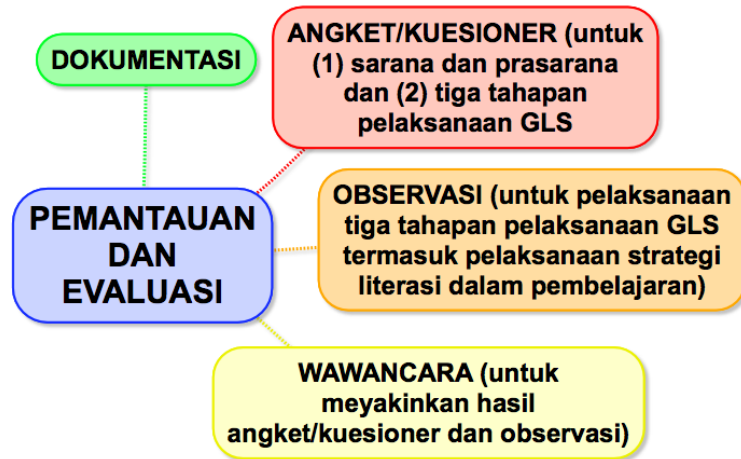 DOKUMENTASI
ANGKET/KUESIONER (untuk
(1) sarana dan prasarana
dan (2) tiga tahapan
pelaksanaan GLS
PEMANTAUAN
DAN
EVALUASI
OBSERVASI (untuk pelaksanaan
tiga tahapan pelaksanaan GLS
termasuk pelaksanaan strategi
literasi dalam pembelajaran)
WAWANCARA (untuk
meyakinkan hasil
angket/kuesioner dan observasi)